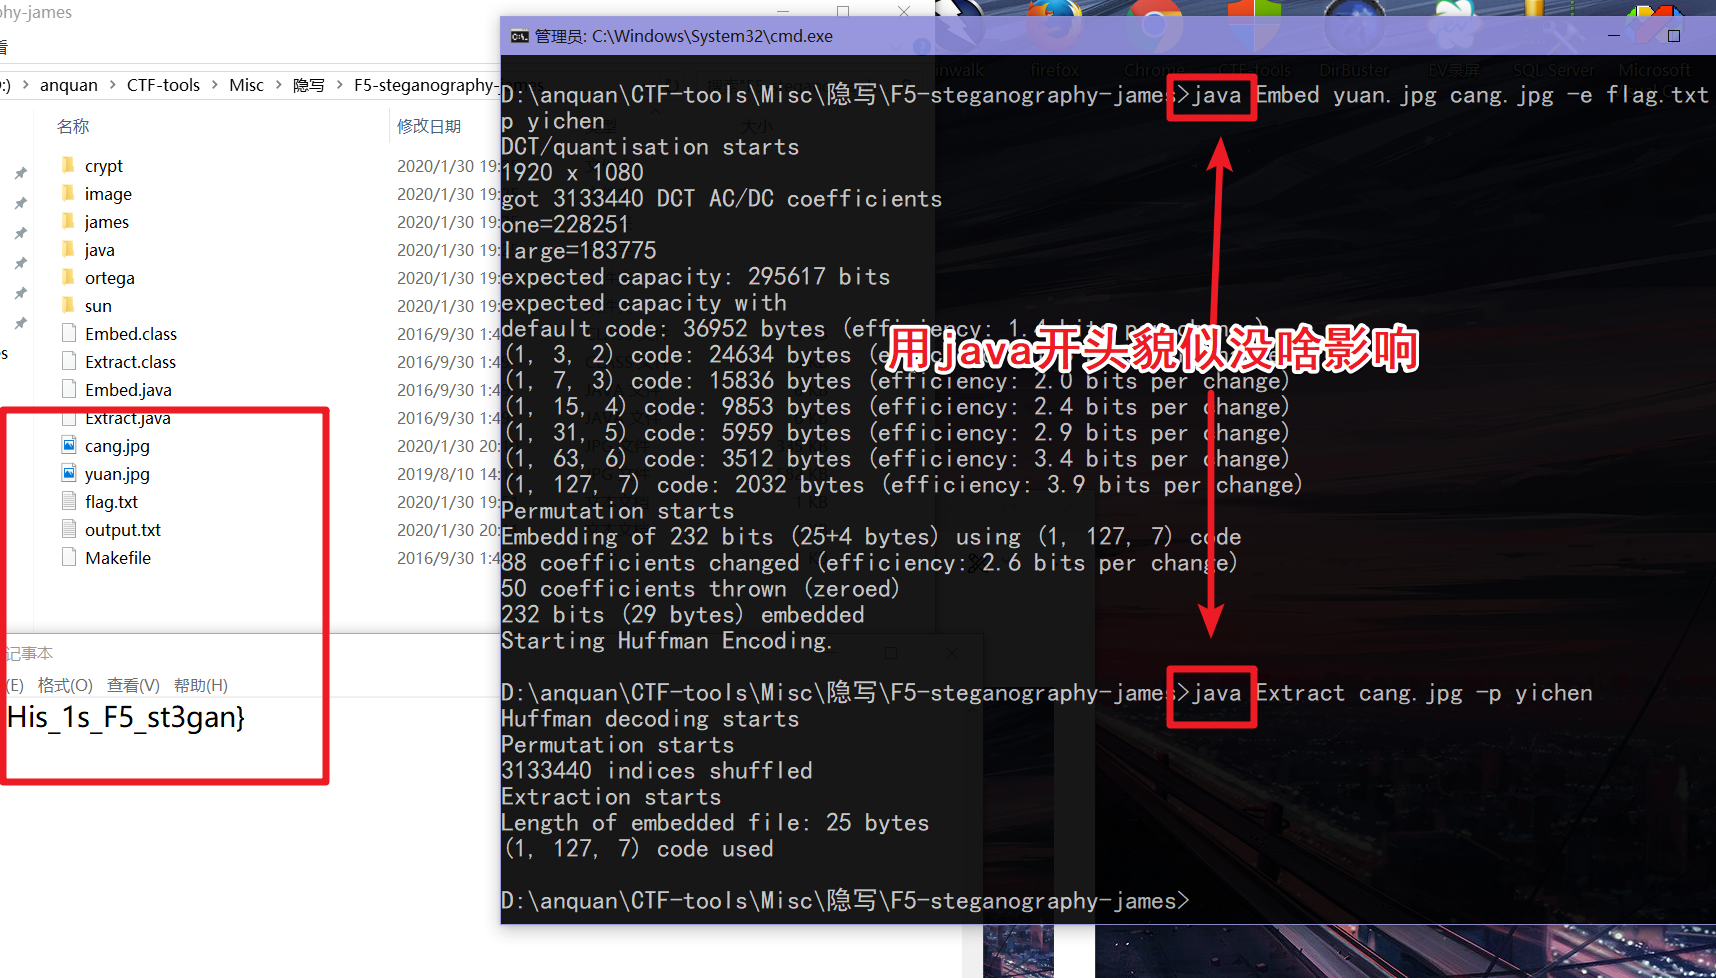 hy-james
看
:) > anquan > CTF-tools > Misc > 隐写 > F5-steganography-
名称
修改日期
crypt 2020/1/30 19:
image 2020/1/30 19:
james 2020/1/30 19:
java 2020/1/30 19:
ortega 2020/1/30 19:
sun 2020/1/30 19:
Embed.class 2016/9/30 1:4
Extract.class 2016/9/30 1:4
Embed.java 2016/9/30 1:4
Extract.java 2016/9/30 1:4
cang.jpg 2020/1/30 20:
yuan.jpg 2019/8/10 14:
flag.txt 2020/1/30 19:
output.txt 2020/1/30 20:
Makefile 2016/9/30 1:4
s
记事本
(E) 格式(O) 查看(V) 帮助(H)
His_1s_F5_st3gan}
管理员: C:\Windows\System32\cmd.exe
inwalk firefox Chrome CTF-tools DirBuster EV录屏 SQL Server Microsoft
D:\anquan\CTF-tools\Misc\隐写\F5-steganography-james>java Embed yuan.jpg cang.jpg -e flag.txt
p yichen
DCT/quantisation starts
1920 x 1080
got 3133440 DCT AC/DC coefficients
one=228251
large=183775
expected capacity: 295617 bits
expected capacity with
default code: 36952 bytes (efficiency: 1.4 bits per change)
(1, 3, 2) code: 24634 bytes (e
用java开头貌似没啥影响
(1, 7, 3) code: 15836 bytes (efficiency: 2.0 bits per change)
(1, 15, 4) code: 9853 bytes (efficiency: 2.4 bits per change)
(1, 31, 5) code: 5959 bytes (efficiency: 2.9 bits per change)
(1, 63, 6) code: 3512 bytes (efficiency: 3.4 bits per change)
(1, 127, 7) code: 2032 bytes (efficiency: 3.9 bits per change)
Permutation starts
Embedding of 232 bits (25+4 bytes) using (1, 127, 7) code
88 coefficients changed (efficiency: 2.6 bits per change)
50 coefficients thrown (zeroed)
232 bits (29 bytes) embedded
Starting Huffman Encoding.
D:\anquan\CTF-tools\Misc\隐写\F5-steganography-james>java Extract cang.jpg -p yichen
Huffman decoding starts
Permutation starts
3133440 indices shuffled
Extraction starts
Length of embedded file: 25 bytes
(1, 127, 7) code used
D:\anquan\CTF-tools\Misc\隐写\F5-steganography-james>